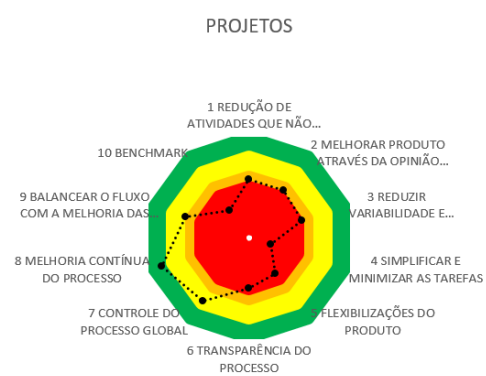 PROJETOS
1 REDUÇÃO DE
ATIVIDADES QUE NÃO...
2 MELHORAR PRODUTO
ATRAVÉS DA OPINIÃO...
3 REDUZIR
VARIABILIDADE E...
4 SIMPLIFICAR E
MINIMIZAR AS TAREFAS
5 FLEXIBILIZAÇÕES DO
PRODUTO
6 TRANSPARÊNCIA DO
PROCESSO
7 CONTROLE DO
PROCESSO GLOBAL
8 MELHORIA CONTÍNUA
DO PROCESSO
9 BALANCEAR O FLUXO
COM A MELHORIA DAS...
10 BENCHMARK